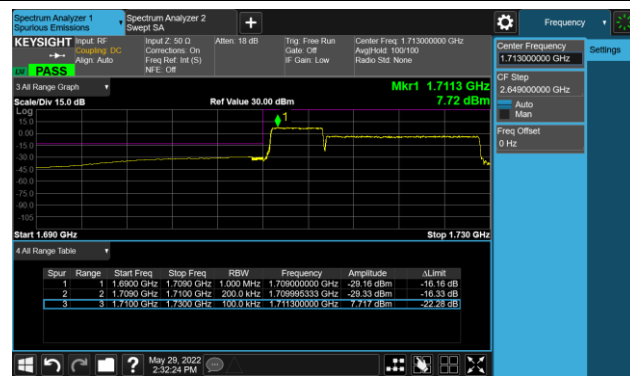 Spectrum Analyzer 1
Spurious Emissions
Spectrum Analyzer 2
Swept SA
+
Frequency
KEYSIGHT
Input: RF
Coupling: DC
Align: Auto
Input Z: 50 Ω
Corrections: On
Freq Ref: Int (S)
NFE: Off
Atten: 18 dB
Trig: Free Run
Gate: Off
IF Gain: Low
Center Freq: 1.713000000 GHz
Avg|Hold: 100/100
Radio Std: None
PASS
Center Frequency
1.713000000 GHz
Settings
CF Step
2.649000000 GHz
Auto
Man
Freq Offset
0 Hz
3 All Range Graph
Mkr1 1.7113 GHz
Scale/Div 15.0 dB
Ref Value 30.00 dBm
7.72 dBm
Log
15.0
0.00
-15.0
-30.0
-45.0
-60.0
-75.0
-90.0
-105
1
Start 1.690 GHz
Stop 1.730 GHz
4 All Range Table
Spur Range Start Freq Stop Freq RBW Frequency Amplitude ΔLimit
1 1 1.6900 GHz 1.7090 GHz 1.000 MHz 1.709000000 GHz -29.16 dBm -16.16 dB
2 2 1.7090 GHz 1.7100 GHz 200.0 kHz 1.709995333 GHz -29.33 dBm -16.33 dB
3 3 1.7100 GHz 1.7300 GHz 100.0 kHz 1.711300000 GHz 7.717 dBm -22.28 dB
?
May 29, 2022
2:32:24 PM